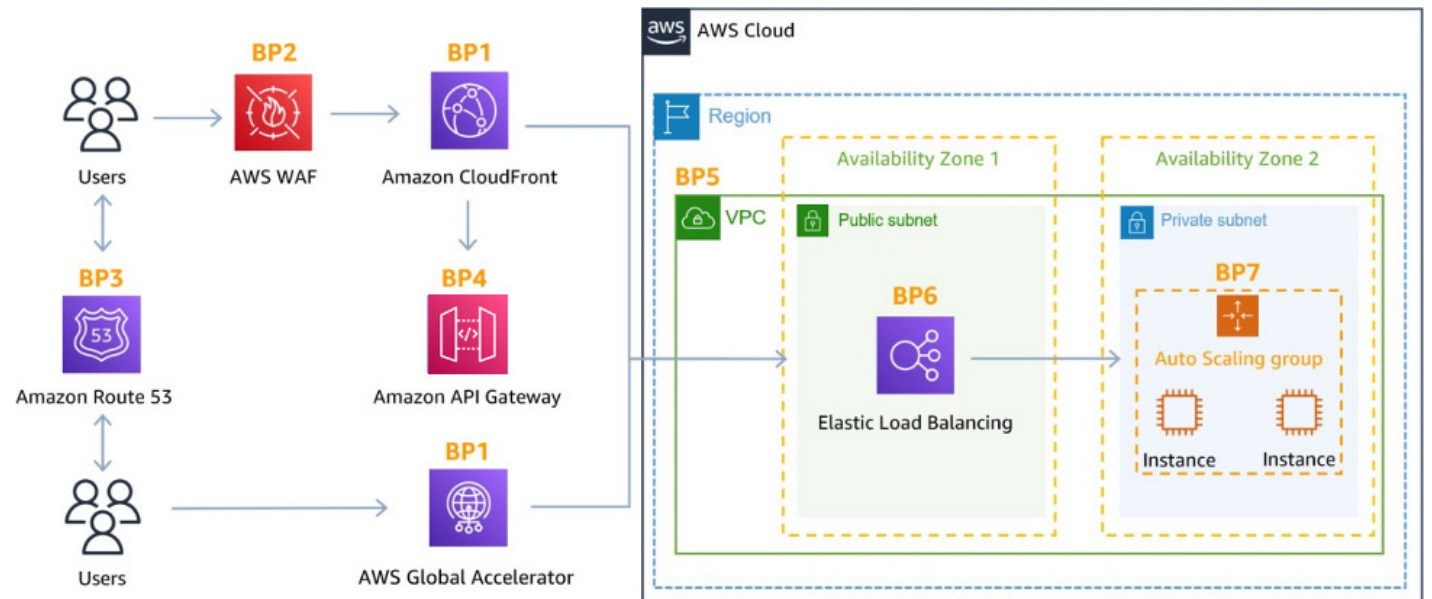 aws
AWS Cloud
BP2
BP1
Region
Users
AWS WAF
Amazon CloudFront
Availability Zone 1
Availability Zone 2
BP5
VPC
Public subnet
Private subnet
BP3
BP4
BP6
BP7
53
</>
Auto Scaling group
Amazon Route 53
Amazon API Gateway
Elastic Load Balancing
Instance
Instance
BP1
Users
AWS Global Accelerator